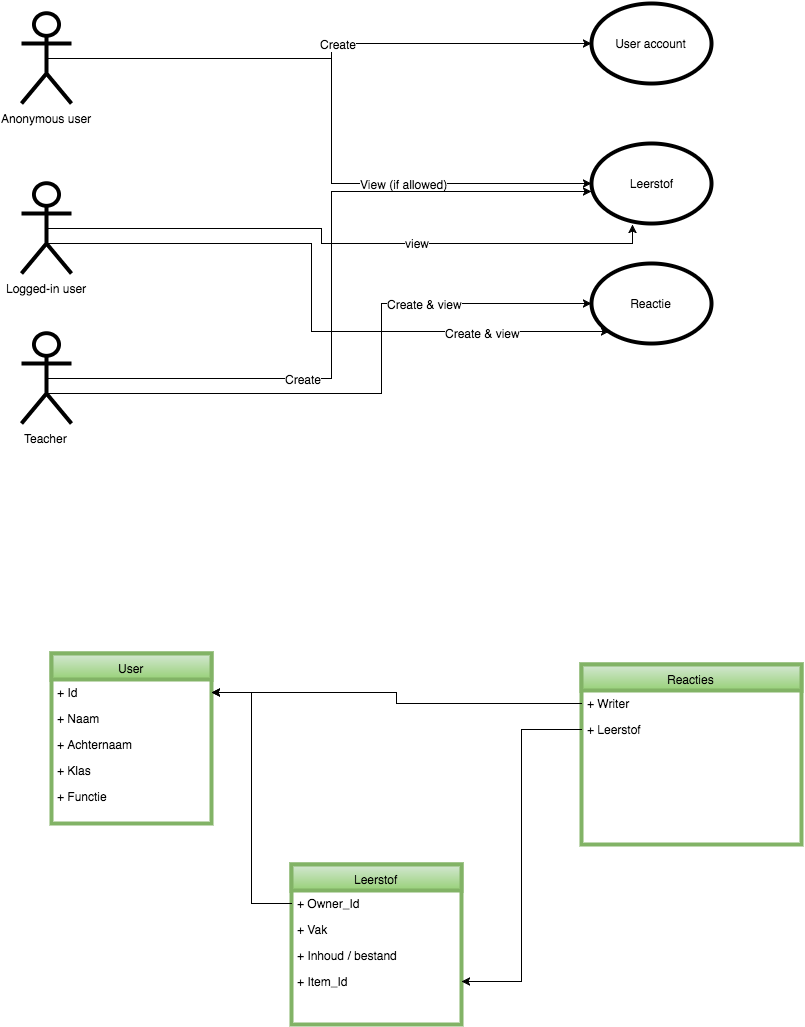 Create
User account
Anonymous user
View (if allowed)
Leerstof
view
Logged-in user
Create & view
Reactie
Create & view
Create
Teacher
User
+ Id
+ Naam
+ Achternaam
+ Klas
+ Functie
Reacties
+ Writer
+ Leerstof
Leerstof
+ Owner_Id
+ Vak
+ Inhoud / bestand
+ Item_Id